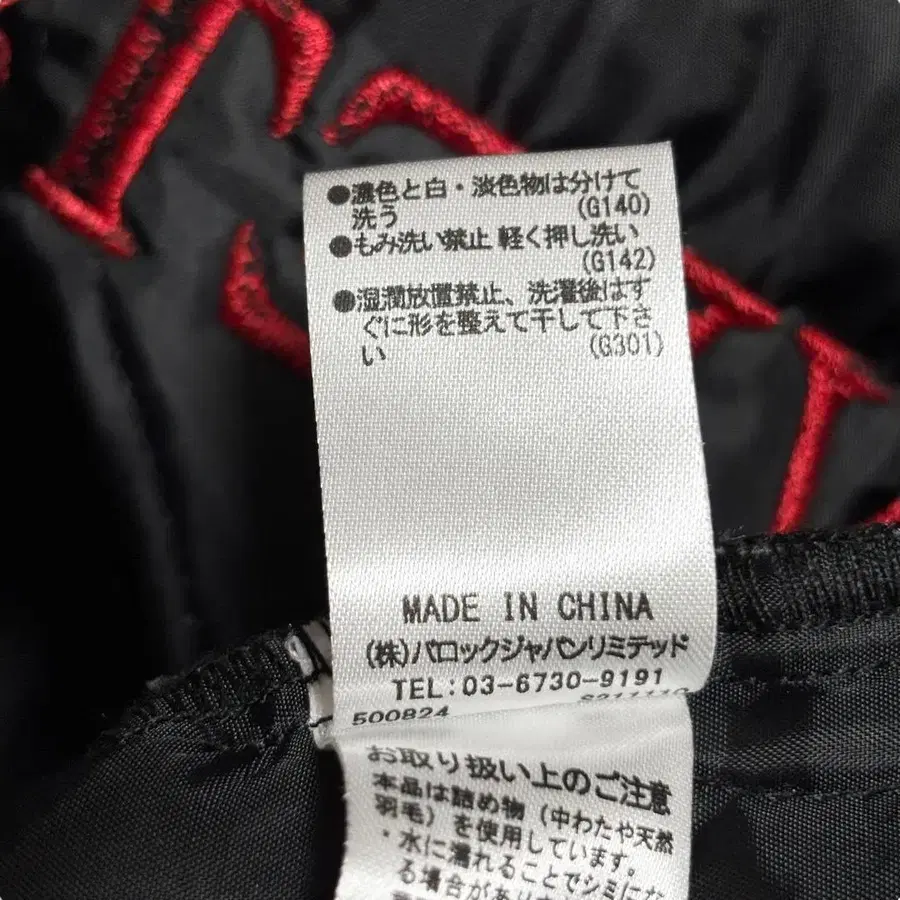 ●濃色と白・淡色物は分けて
洗う (G140)
●もみ洗い禁止 軽く押し洗い
(G142)
●湿潤放置禁止、洗濯後はす
ぐに形を整えて干して下さ
い (G301)
MADE IN CHINA
(株)バロックジャパンリミテッド
TEL:03-6730-9191
500824
お取り扱い上のご注意
本品は詰め物(中わたや天然
羽毛)を使用しています。
・水に濡れることでシミにな
る場合があり